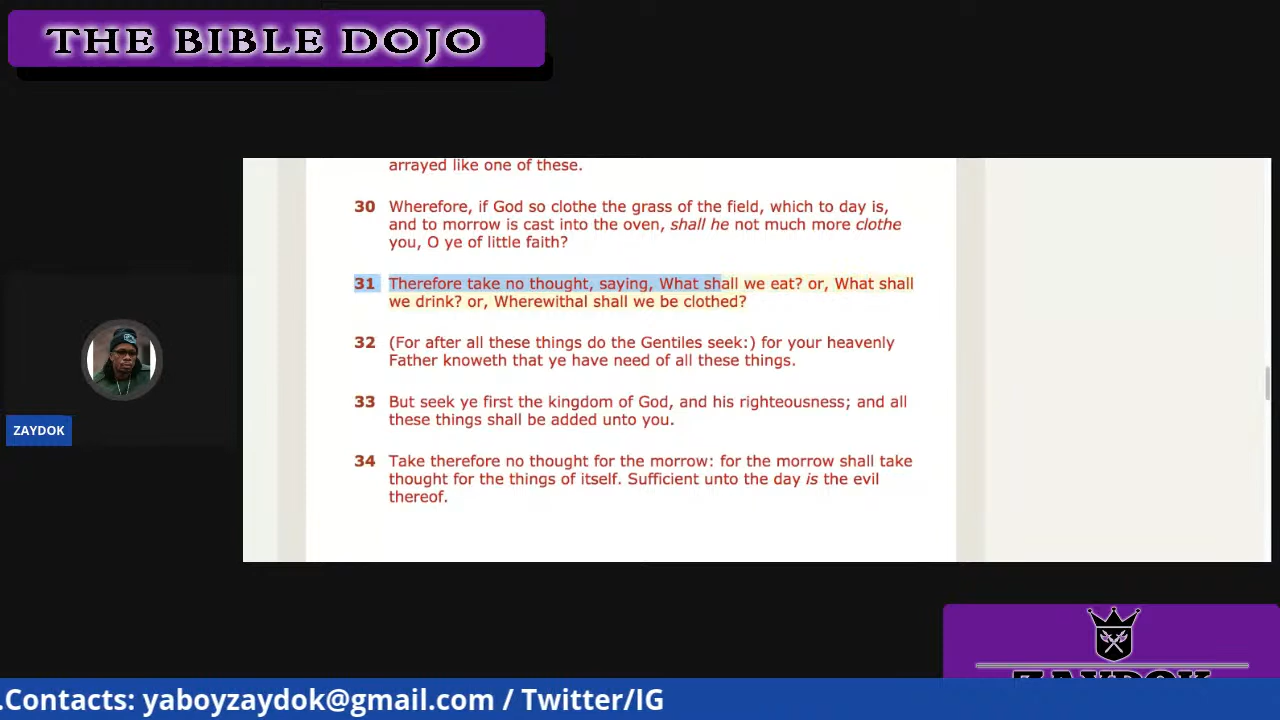 THE BIBLE DOJO
arrayed like one of these.
30 Wherefore, if God so clothe the grass of the field, which to day is,
and to morrow is cast into the oven, shall he not much more clothe
you, O ye of little faith?
31 Therefore take no thought, saying, What shall we eat? or, What shall
we drink? or, Wherewithal shall we be clothed?
32 (For after all these things do the Gentiles seek:) for your heavenly
Father knoweth that ye have need of all these things.
33 But seek ye first the kingdom of God, and his righteousness; and all
these things shall be added unto you.
34 Take therefore no thought for the morrow: for the morrow shall take
thought for the things of itself. Sufficient unto the day is the evil
thereof.
ZAYDOK
ZAYDOK
.Contacts: yaboyzaydok@gmail.com / Twitter/IG